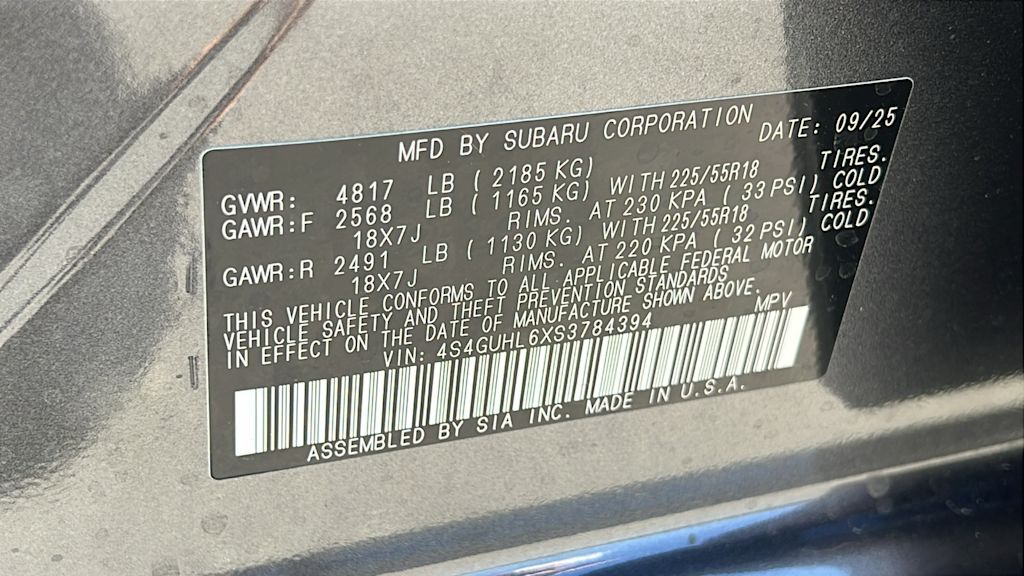 MFD BY SUBARU CORPORATION
DATE: 09/25
GVWR: 4817 LB ( 2185 KG)
GAWR:F 2568 LB ( 1165 KG) WITH 225/55R18 TIRES.
18X7J RIMS. AT 230 KPA ( 33 PSI) COLD
GAWR:R 2491 LB ( 1130 KG) WITH 225/55R18 TIRES.
18X7J RIMS. AT 220 KPA ( 32 PSI) COLD
THIS VEHICLE CONFORMS TO ALL APPLICABLE FEDERAL MOTOR
VEHICLE SAFETY AND THEFT PREVENTION STANDARDS
IN EFFECT ON THE DATE OF MANUFACTURE SHOWN ABOVE.
VIN: 4S4GUHL6XS3784394 MPV
ASSEMBLED BY SIA INC. MADE IN U.S.A.